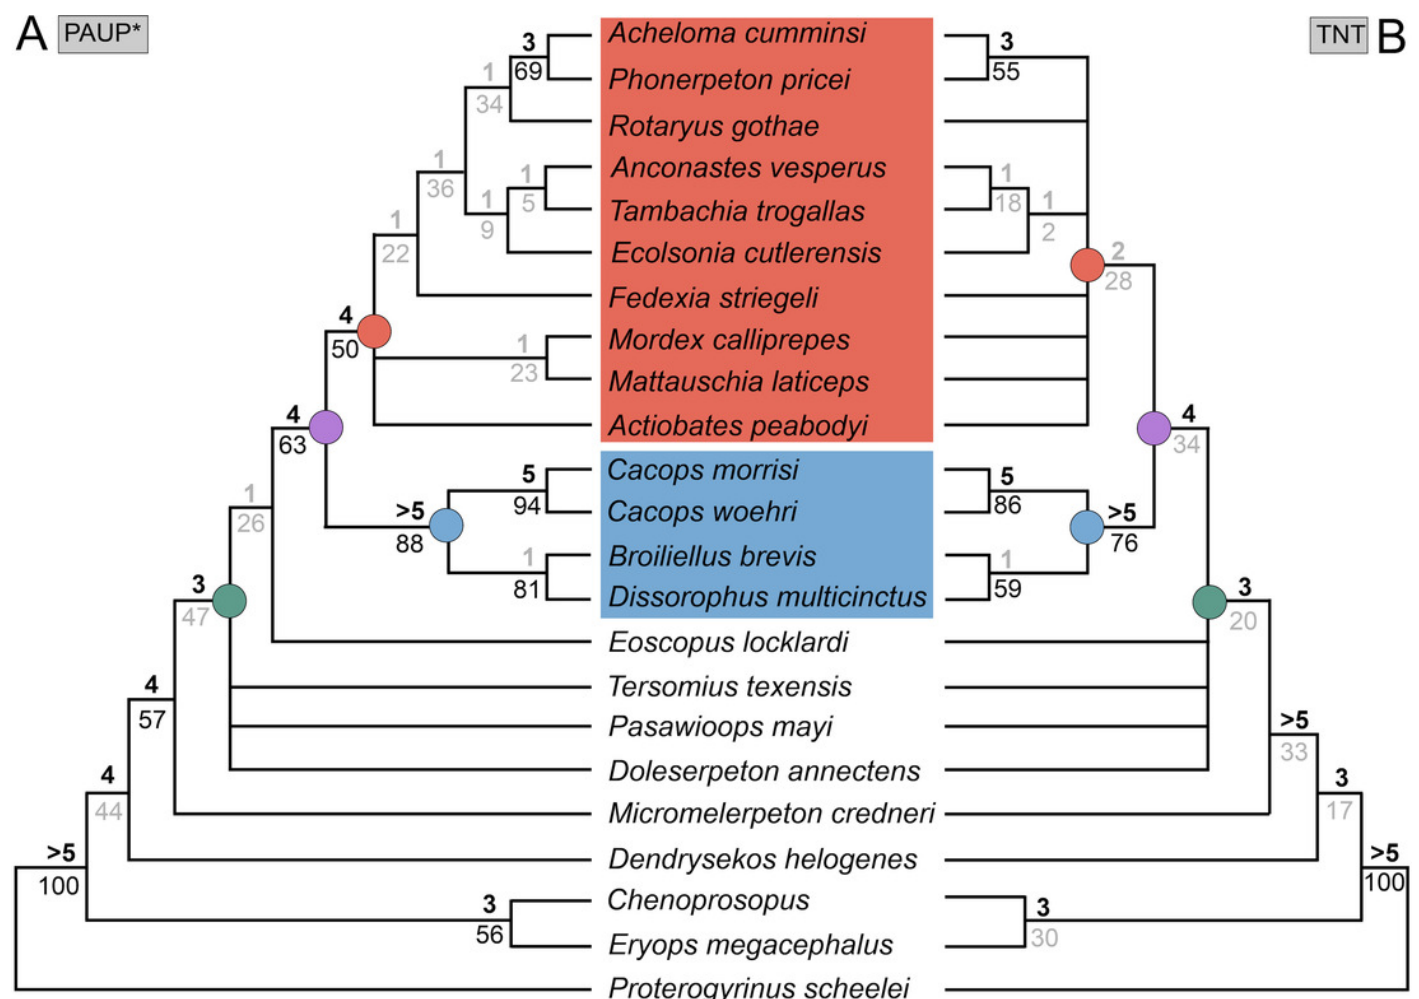 A PAUP* TNT B
3 Acheloma cumminsi 3
69 Phonerpeton pricei 55
1
34
Rotaryus gothae
1 1 Anconastes vesperus 1
36 5 18
1 Tambachia trogallas 1
9 2
1 Ecolsonia cutlerensis 2
22 28
Fedexia striegeli
4 1 Mordex calliprepes
50 23
Mattauschia laticeps
4 Actiobates peabodyi 4
63 34
5 Cacops morrisi 5
94 86
>5 Cacops woehri >5
88 76
1
26
1 Broiliellus brevis 1
81 59
3 Dissorophus multicinctus 3
47 20
Eoscopus locklardi
4 Tersomius texensis
57
Pasawioops mayi >5
33
4 Doleserpeton annectens 3
44 17
Micromelerpeton credneri
>5 Dendrysekos helogenes >5
100 100
3 Chenoprosopus 3
56 30
Eryops megacephalus
Proterogyrinus scheelei